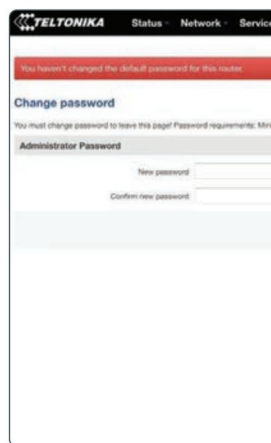 TELTONIKA Status Network Service
You haven't changed the default password for this router.
Change password
You must change password to leave this page! Password requirements: Min
Administrator Password
New password
Confirm new password